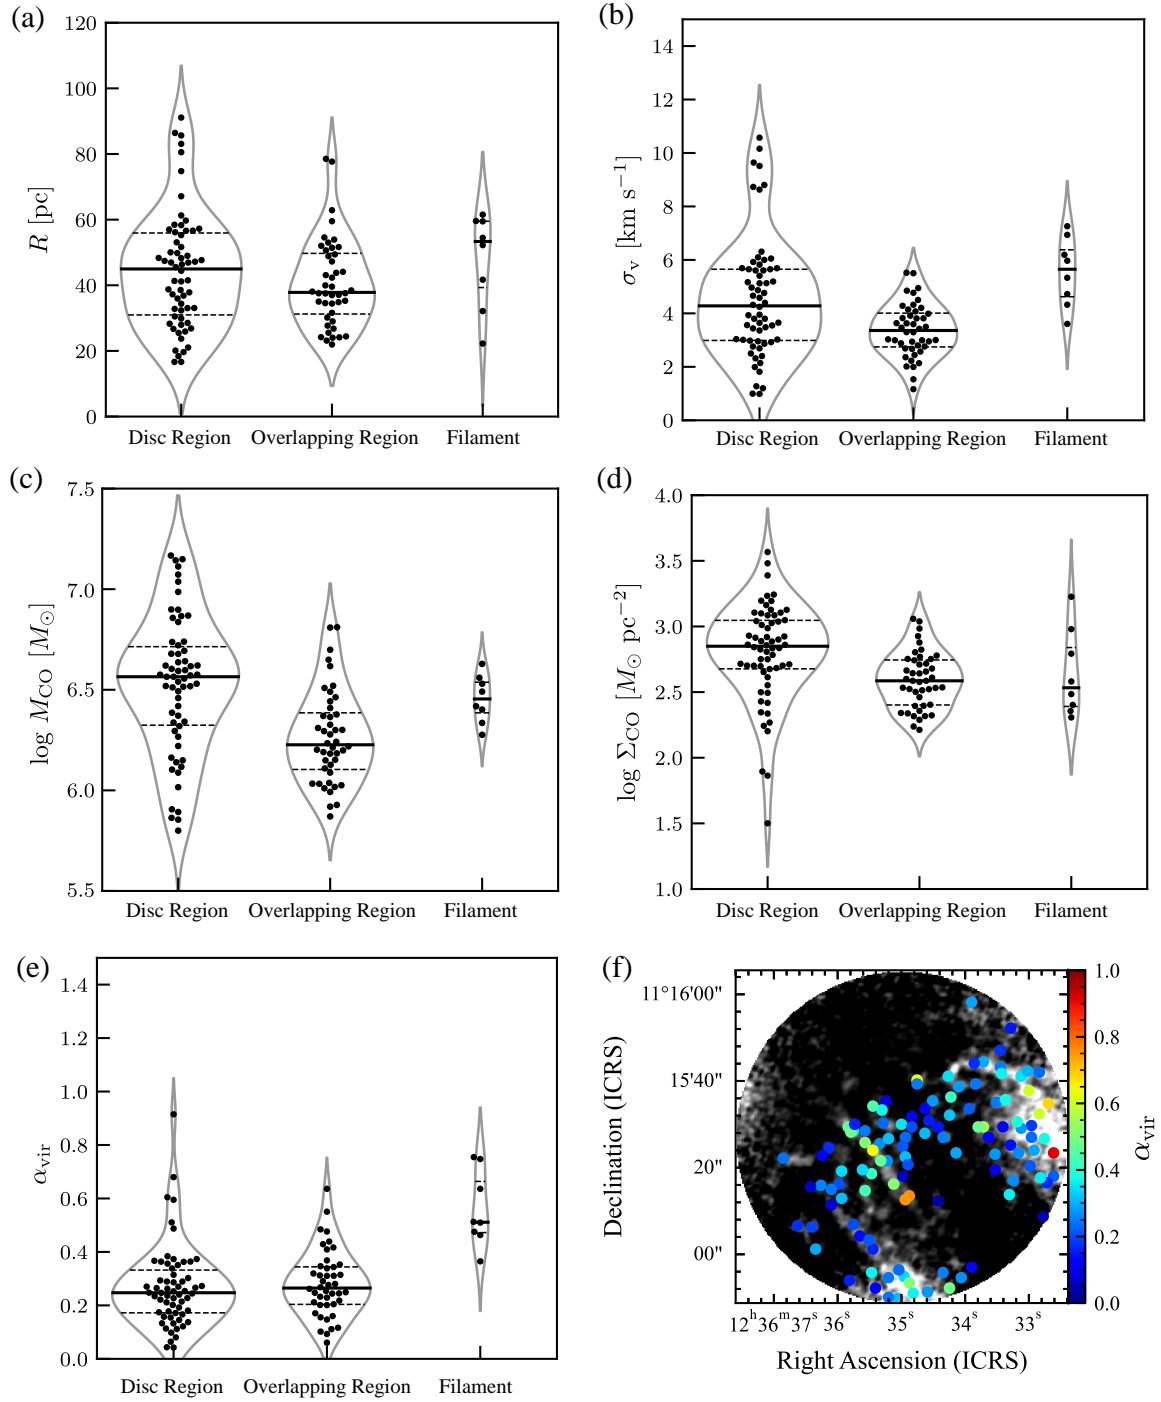 (a)
120
100
80
60
40
20
0
R [pc]
Disc Region Overlapping Region Filament
(b)
14
12
10
8
6
4
2
0
σv [km s−1]
Disc Region Overlapping Region Filament
(c)
7.5
7.0
6.5
6.0
5.5
log MCO [M⊙]
Disc Region Overlapping Region Filament
(d)
4.0
3.5
3.0
2.5
2.0
1.5
1.0
log ΣCO [M⊙ pc−2]
Disc Region Overlapping Region Filament
(e)
1.4
1.2
1.0
0.8
0.6
0.4
0.2
0.0
αvir
Disc Region Overlapping Region Filament
(f)
11°16'00"
15'40"
20"
00"
Declination (ICRS)
12h36m37s 36s 35s 34s 33s
Right Ascension (ICRS)
1.0
0.8
0.6
0.4
0.2
0.0
αvir